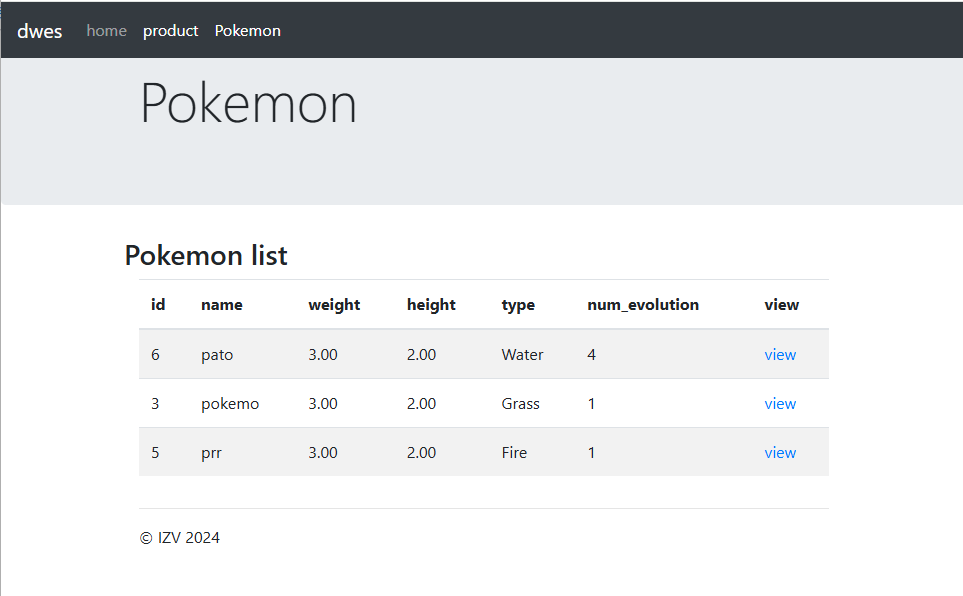 dwes home product Pokemon
Pokemon
Pokemon list
id name weight height type num_evolution view
6 pato 3.00 2.00 Water 4 view
3 pokemo 3.00 2.00 Grass 1 view
5 prr 3.00 2.00 Fire 1 view
© IZV 2024